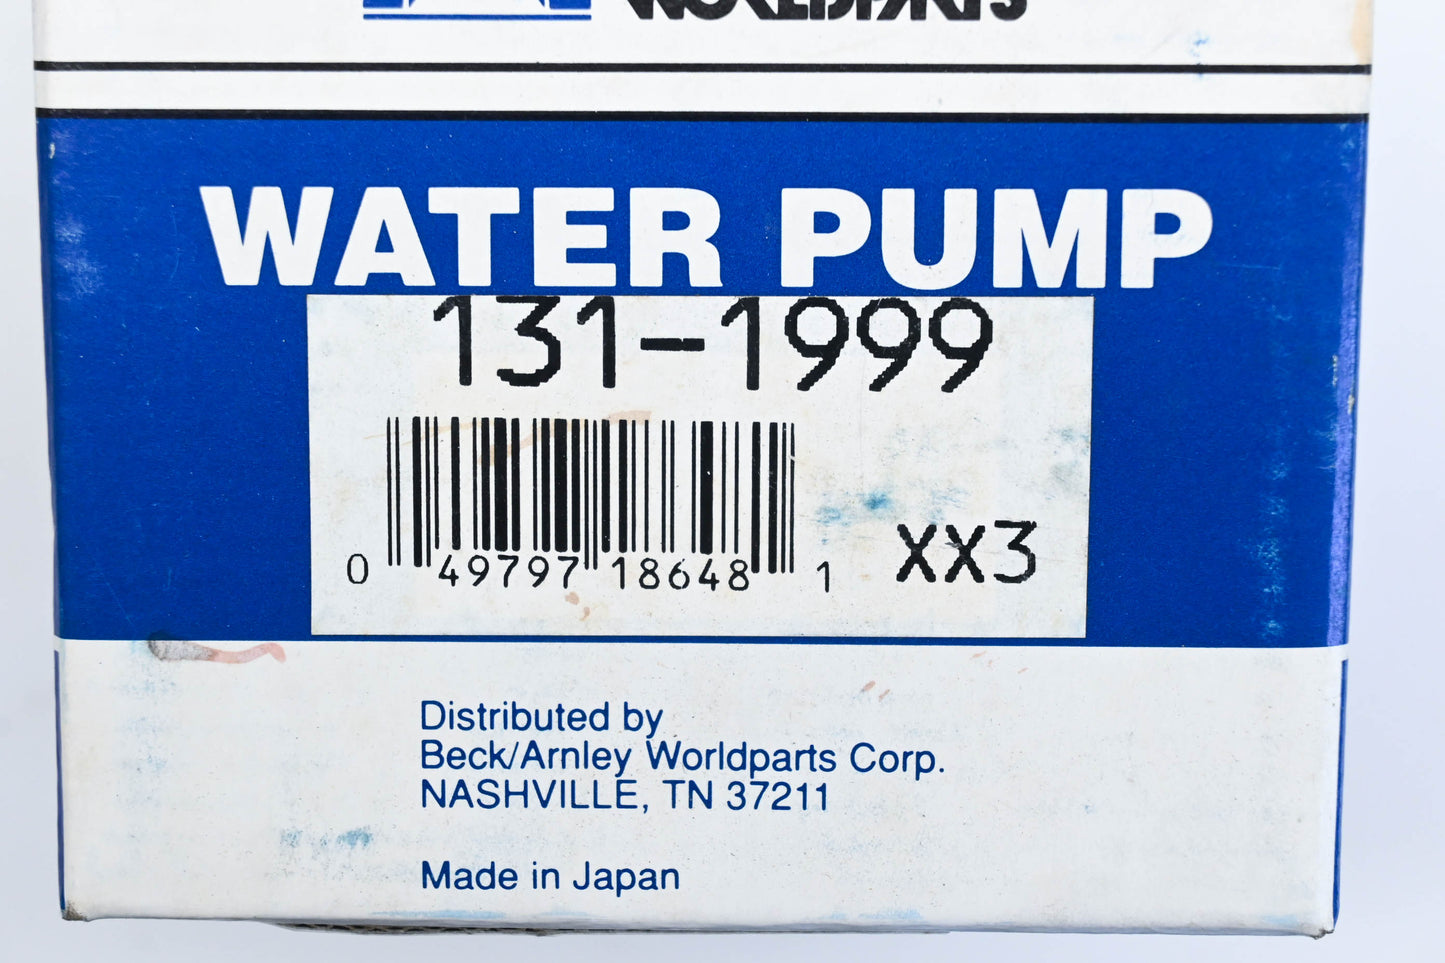 WORLDPARTS
WATER PUMP
131-1999
0 49797 18648 1
XX3
Distributed by
Beck/Arnley Worldparts Corp.
NASHVILLE, TN 37211
Made in Japan